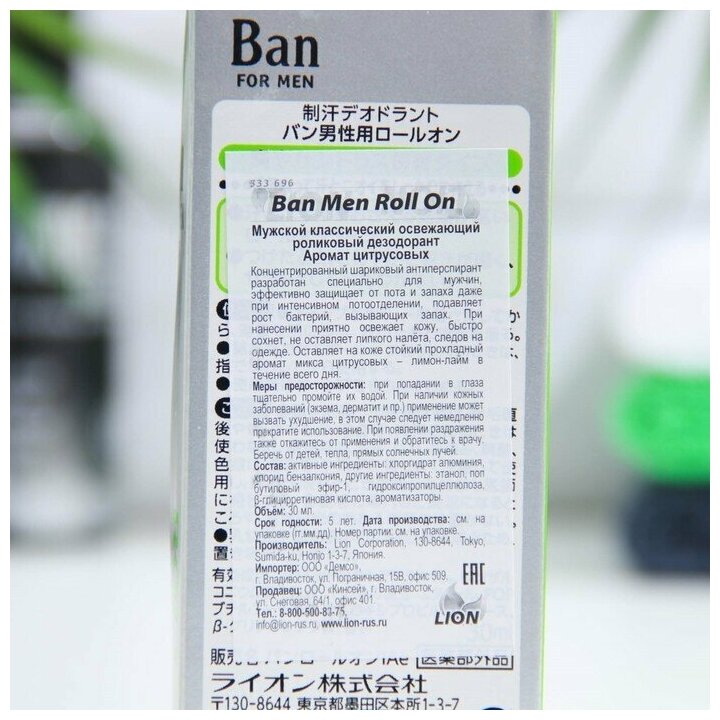 Ban
FOR MEN
制汗デオドラント
バン男性用ロールオン
933 696
Ban Men Roll On
Мужской классический освежающий
роликовый дезодорант
Аромат цитрусовых
Концентрированный шариковый антиперспирант
разработан специально для мужчин,
эффективно защищает от пота и запаха даже
при интенсивном потоотделении, подавляет
рост бактерий, вызывающих запах. При
нанесении приятно освежает кожу, быстро
сохнет, не оставляет липкого налёта, следов на
одежде. Оставляет на коже стойкий прохладный
аромат микса цитрусовых – лимон-лайм в
течение всего дня.
Меры предосторожности: при попадании в глаза
тщательно промойте их водой. При наличии кожных
заболеваний (экзема, дерматит и пр.) применение может
вызвать ухудшение, в этом случае следует немедленно
прекратите использование. При появлении раздражения
также откажитесь от применения и обратитесь к врачу.
Беречь от детей, тепла, прямых солнечных лучей.
Состав: активные ингредиенты: хлоргидрат алюминия,
хлорид бензалкония, другие ингредиенты: этанол, поп
бутиловый эфир-1, гидроксипропилцеллюлоза,
β-глицирретиновая кислота, ароматизаторы.
Объём: 30 мл.
Срок годности: 5 лет. Дата производства: см. на
упаковке (гг.мм.дд). Номер партии: см. на упаковке.
Производитель: Lion Corporation, 130-8644, Tokyo,
Sumida-ku, Honjo 1-3-7, Япония.
Импортер: ООО «Демсо»,
г. Владивосток, ул. Пограничная, 15В, офис 509.
Продавец: ООО «Кинсей», г. Владивосток,
ул. Снеговая, 64/1, офис 401.
Тел.: 8-800-500-83-75,
info@lion-rus.ru, www.lion-rus.ru
EAC
LION
医薬部外品
ライオン株式会社
〒130-8644 東京都墨田区本所1-3-7